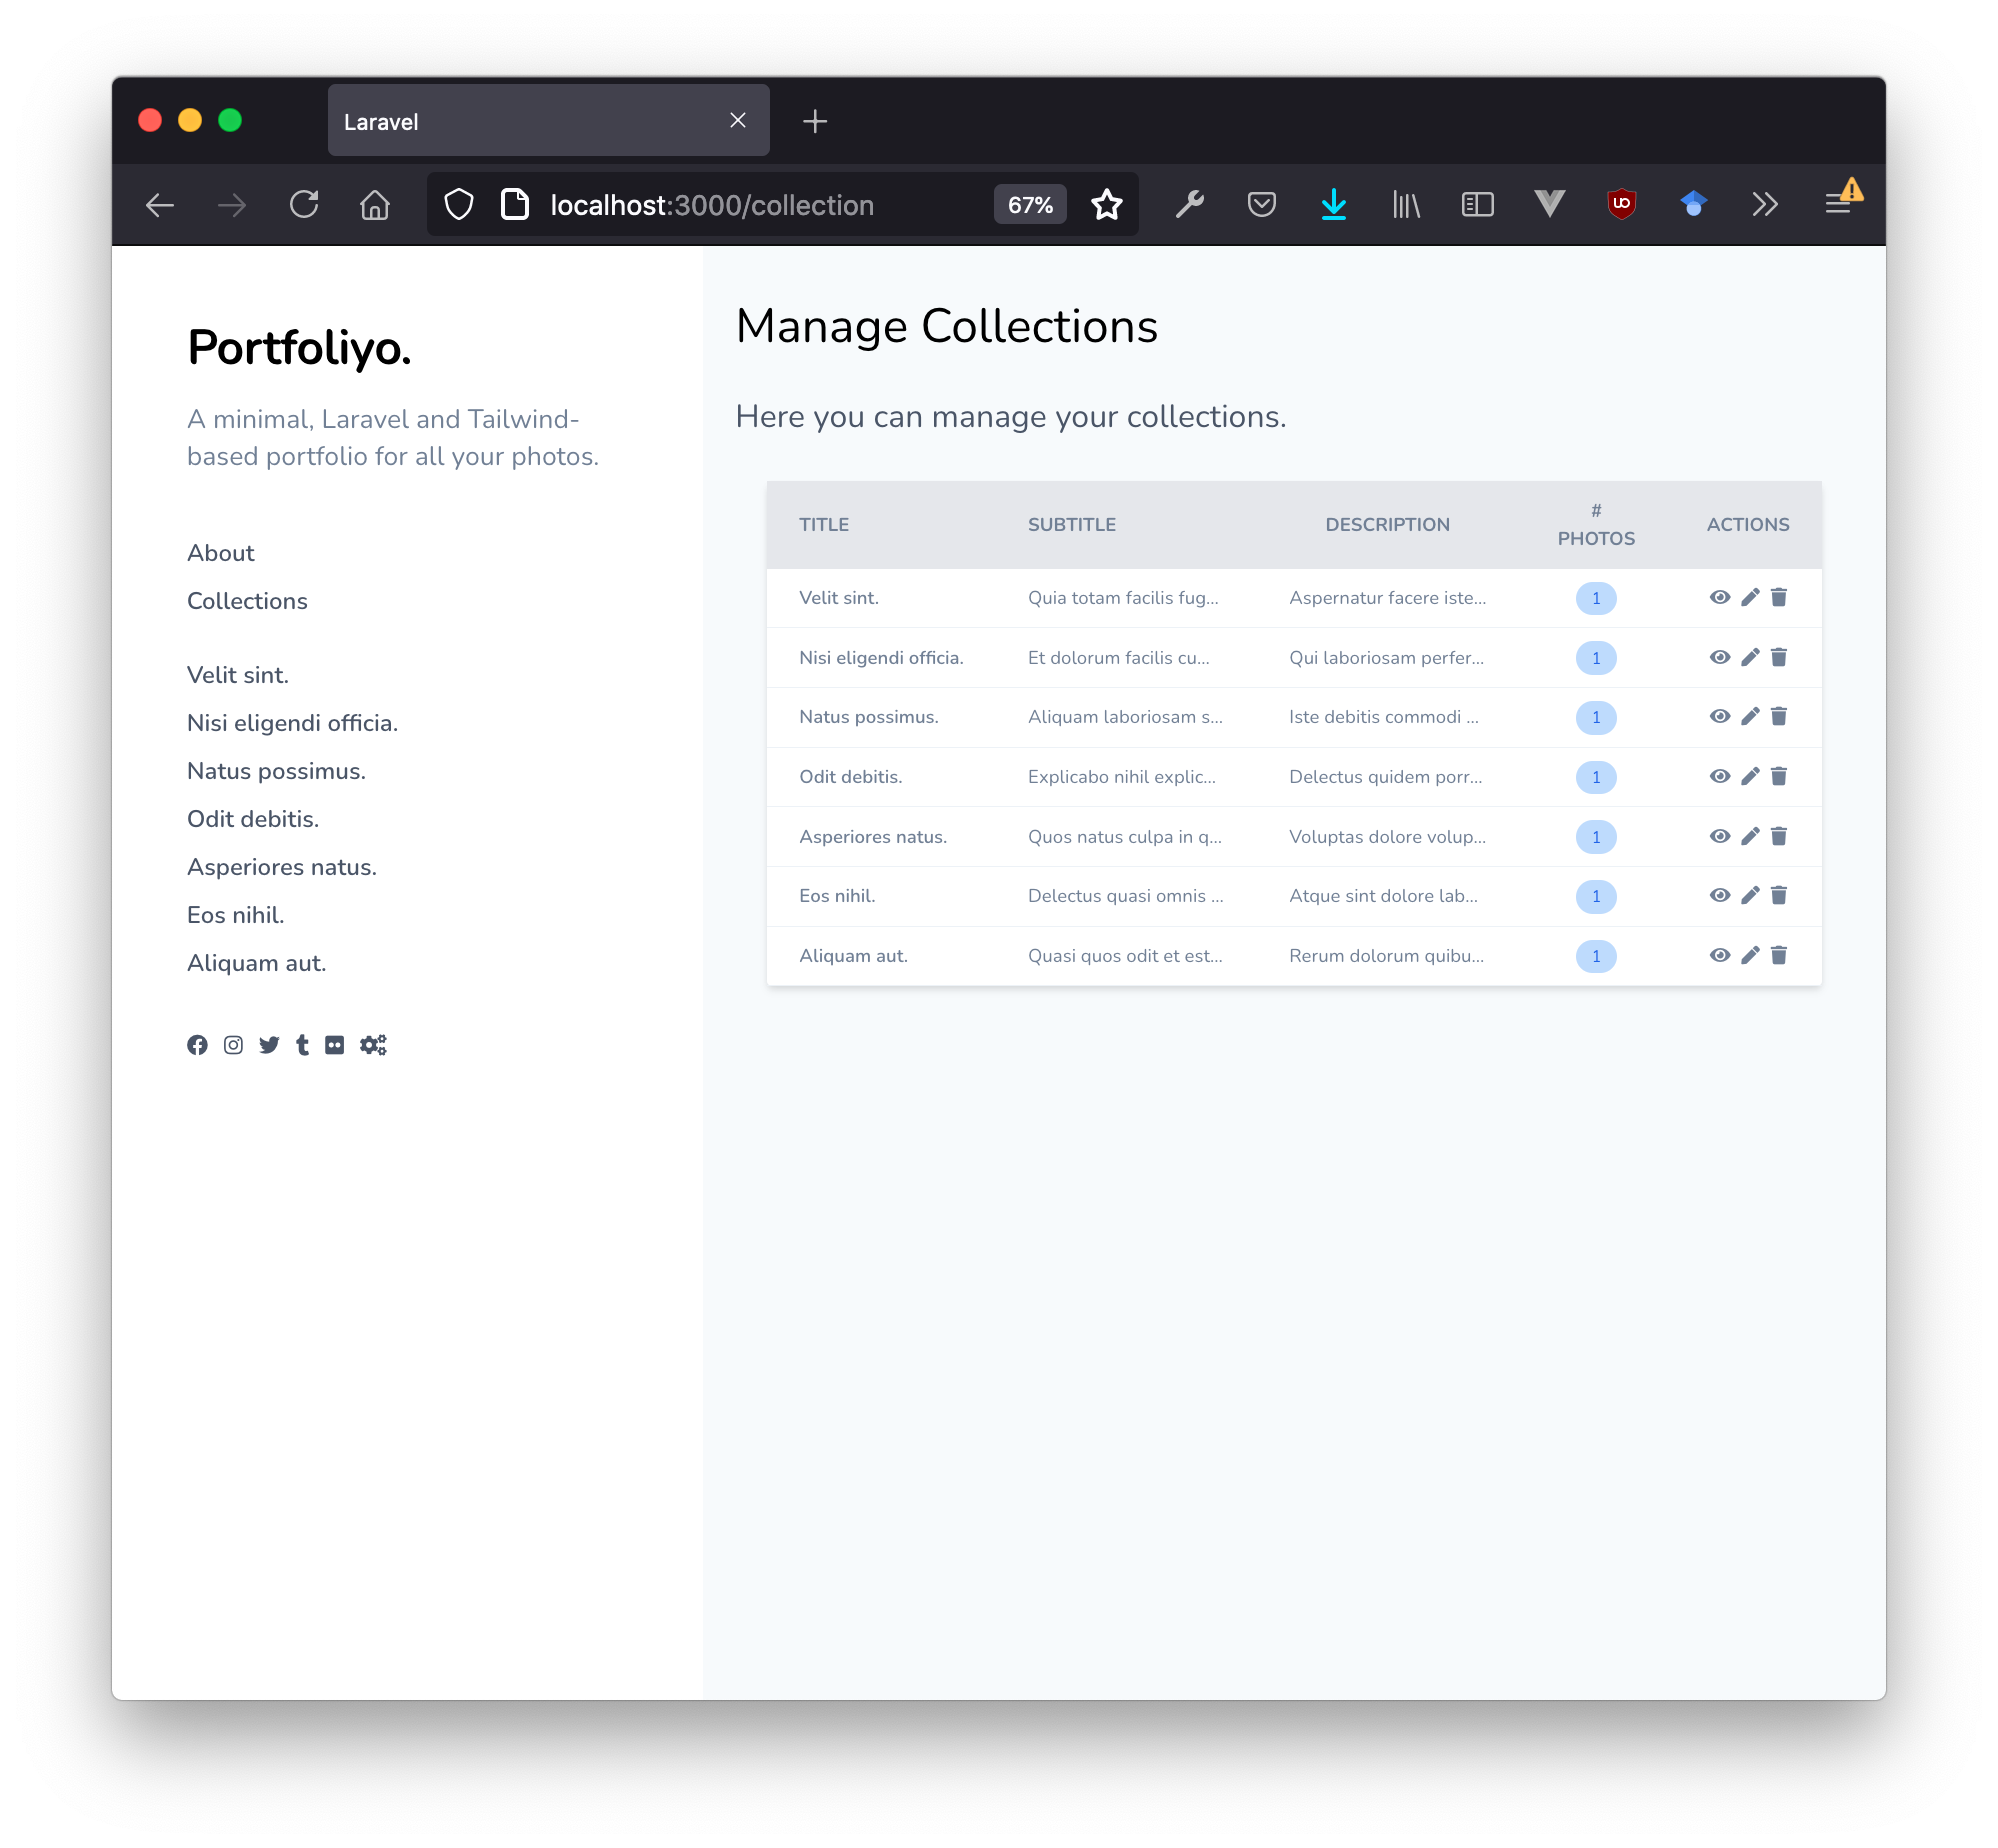 Laravel
localhost:3000/collection
67%
Portfoliyo.
A minimal, Laravel and Tailwind-
based portfolio for all your photos.
About
Collections
Velit sint.
Nisi eligendi officia.
Natus possimus.
Odit debitis.
Asperiores natus.
Eos nihil.
Aliquam aut.
Manage Collections
Here you can manage your collections.
TITLE SUBTITLE DESCRIPTION # PHOTOS ACTIONS
Velit sint. Quia totam facilis fug... Aspernatur facere iste... 1
Nisi eligendi officia. Et dolorum facilis cu... Qui laboriosam perfer... 1
Natus possimus. Aliquam laboriosam s... Iste debitis commodi ... 1
Odit debitis. Explicabo nihil explic... Delectus quidem porr... 1
Asperiores natus. Quos natus culpa in q... Voluptas dolore volup... 1
Eos nihil. Delectus quasi omnis ... Atque sint dolore lab... 1
Aliquam aut. Quasi quos odit et est... Rerum dolorum quibu... 1